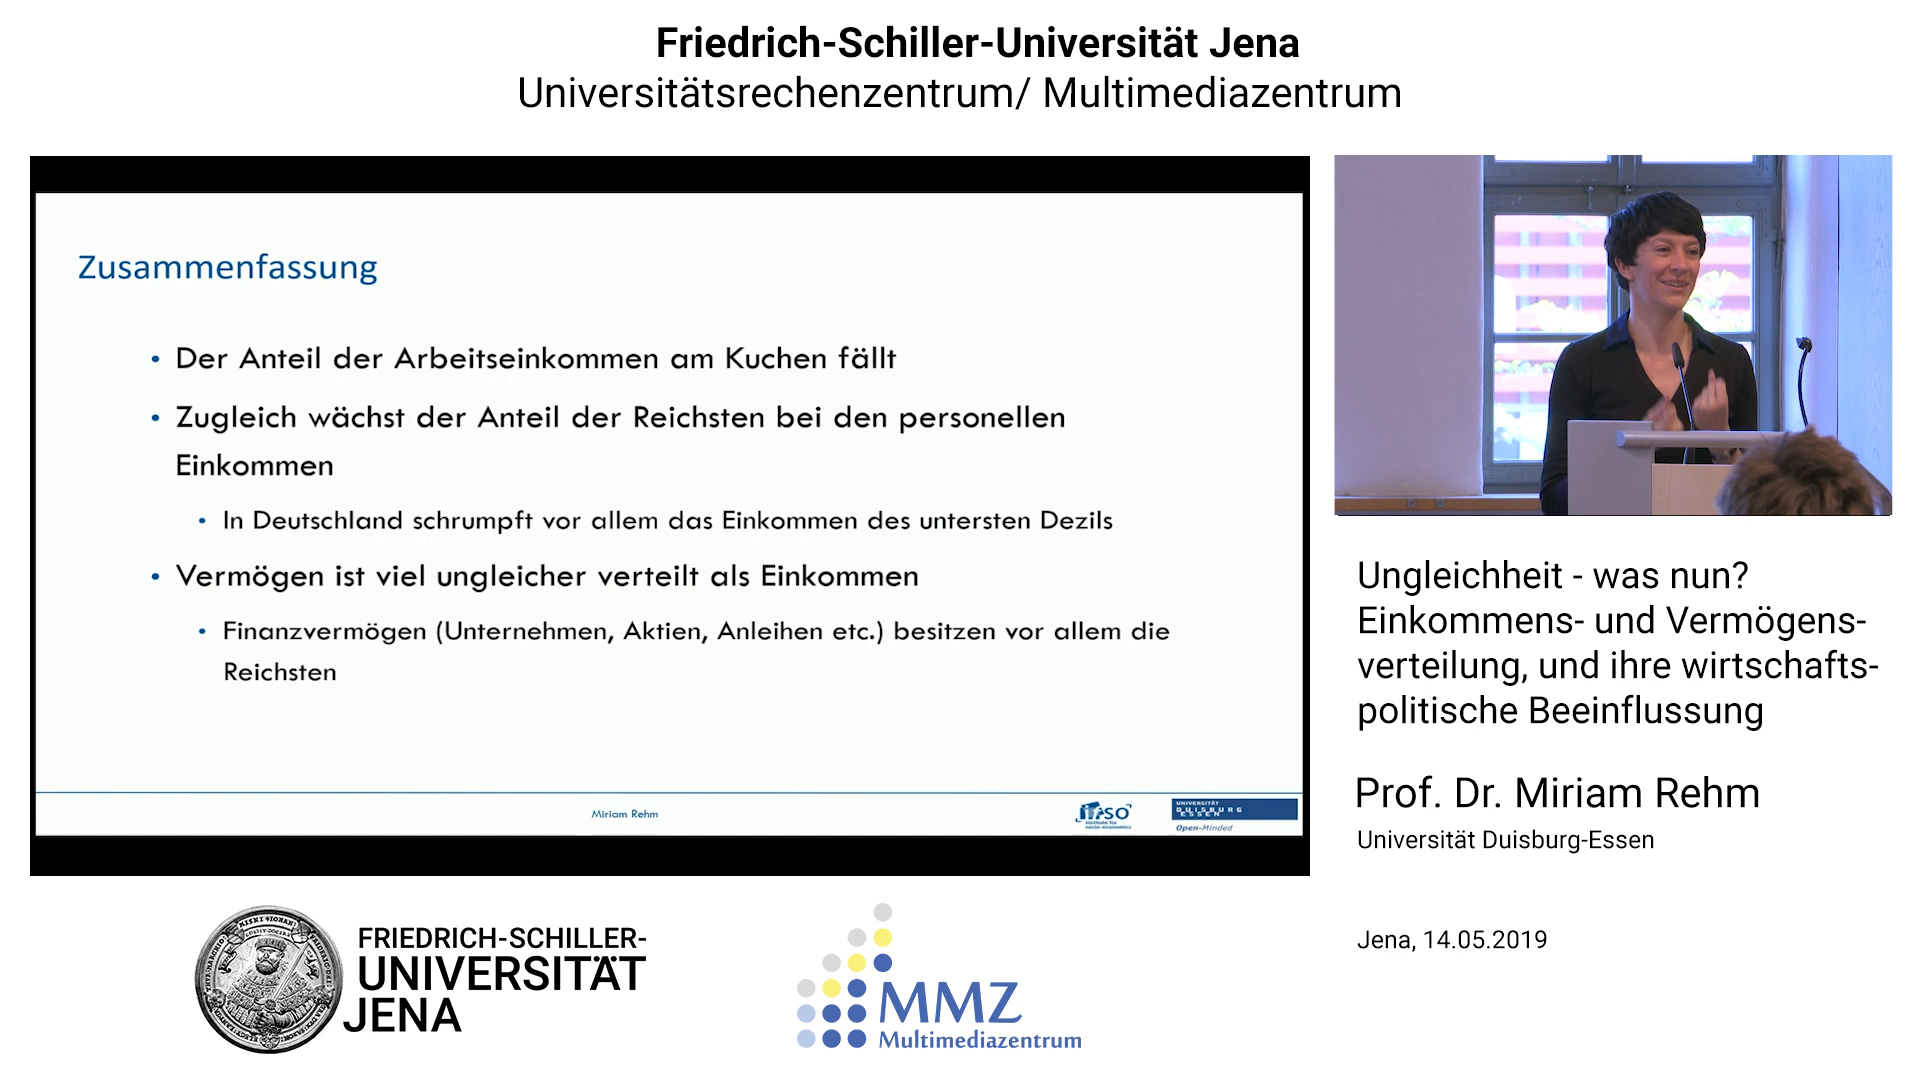 Friedrich-Schiller-Universität Jena
Universitätsrechenzentrum/ Multimediazentrum
Zusammenfassung
• Der Anteil der Arbeitseinkommen am Kuchen fällt
• Zugleich wächst der Anteil der Reichsten bei den personellen
Einkommen
• In Deutschland schrumpft vor allem das Einkommen des untersten Dezils
• Vermögen ist viel ungleicher verteilt als Einkommen
• Finanzvermögen (Unternehmen, Aktien, Anleihen etc.) besitzen vor allem die
Reichsten
Miriam Rehm
institute for
socio-economics
UNIVERSITÄT
DUISBURG
ESSEN
Open-Minded
Ungleichheit - was nun?
Einkommens- und Vermögens-
verteilung, und ihre wirtschafts-
politische Beeinflussung
Prof. Dr. Miriam Rehm
Universität Duisburg-Essen
Jena, 14.05.2019
FRIEDRICH-SCHILLER-
UNIVERSITÄT
JENA
MMZ
Multimediazentrum